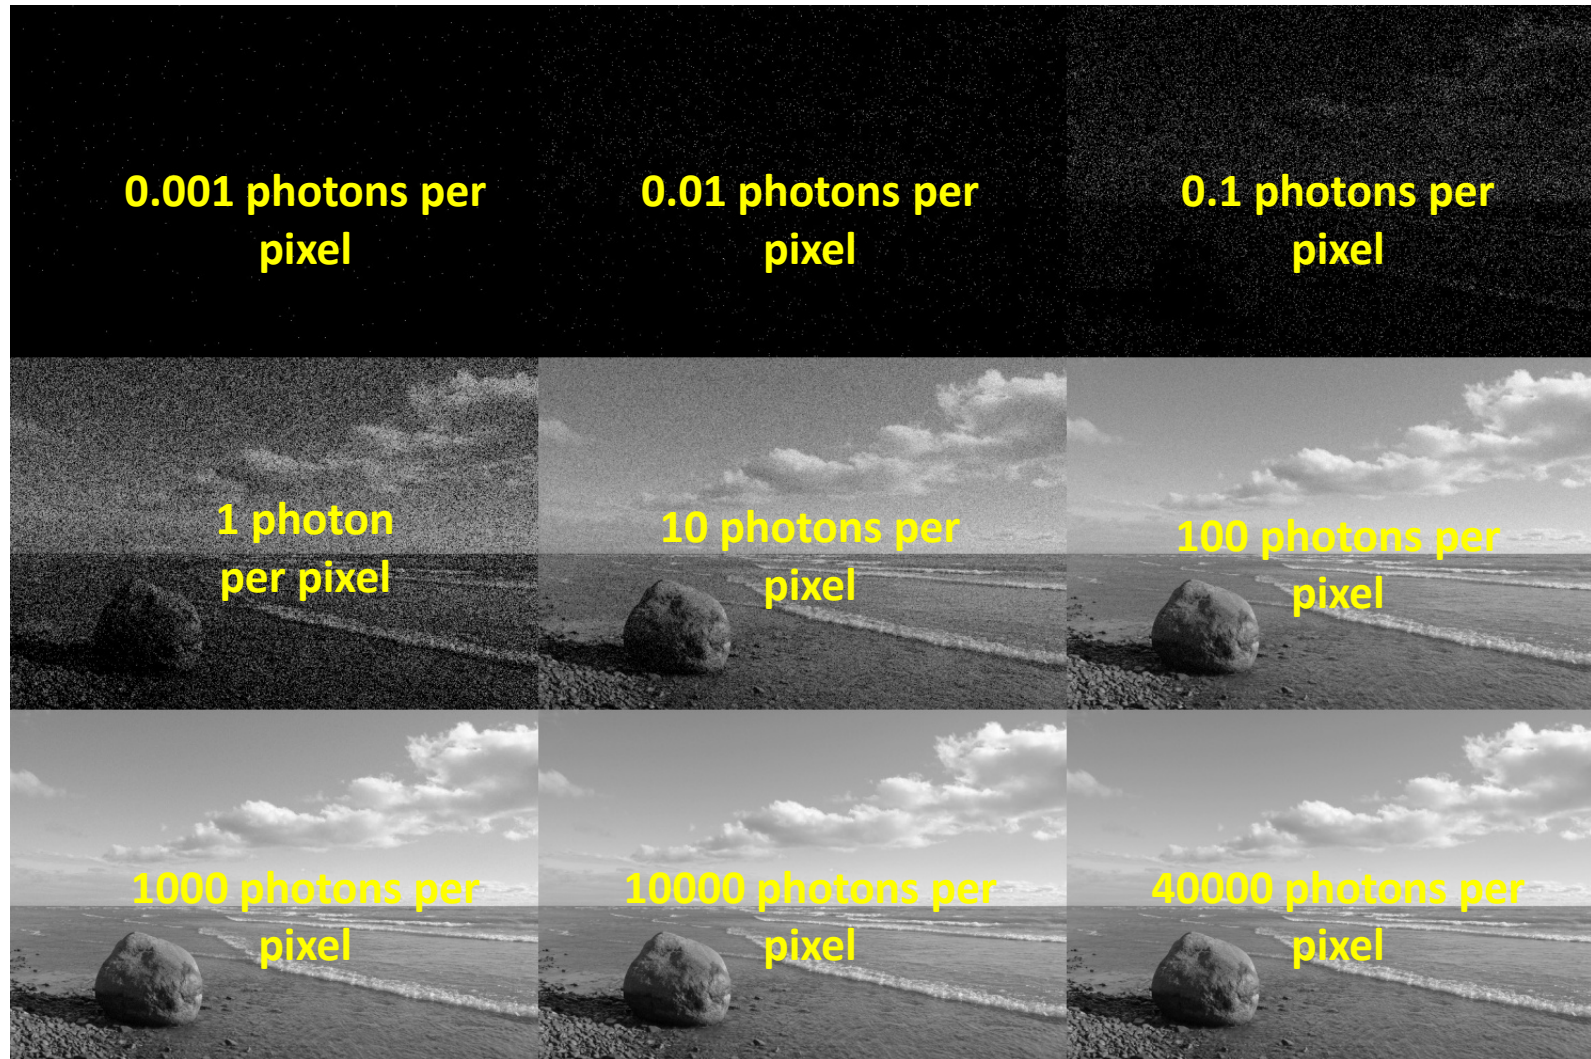 0.001 photons per
pixel
0.01 photons per
pixel
0.1 photons per
pixel
1 photon
per pixel
10 photons per
pixel
100 photons per
pixel
1000 photons per
pixel
10000 photons per
pixel
40000 photons per
pixel